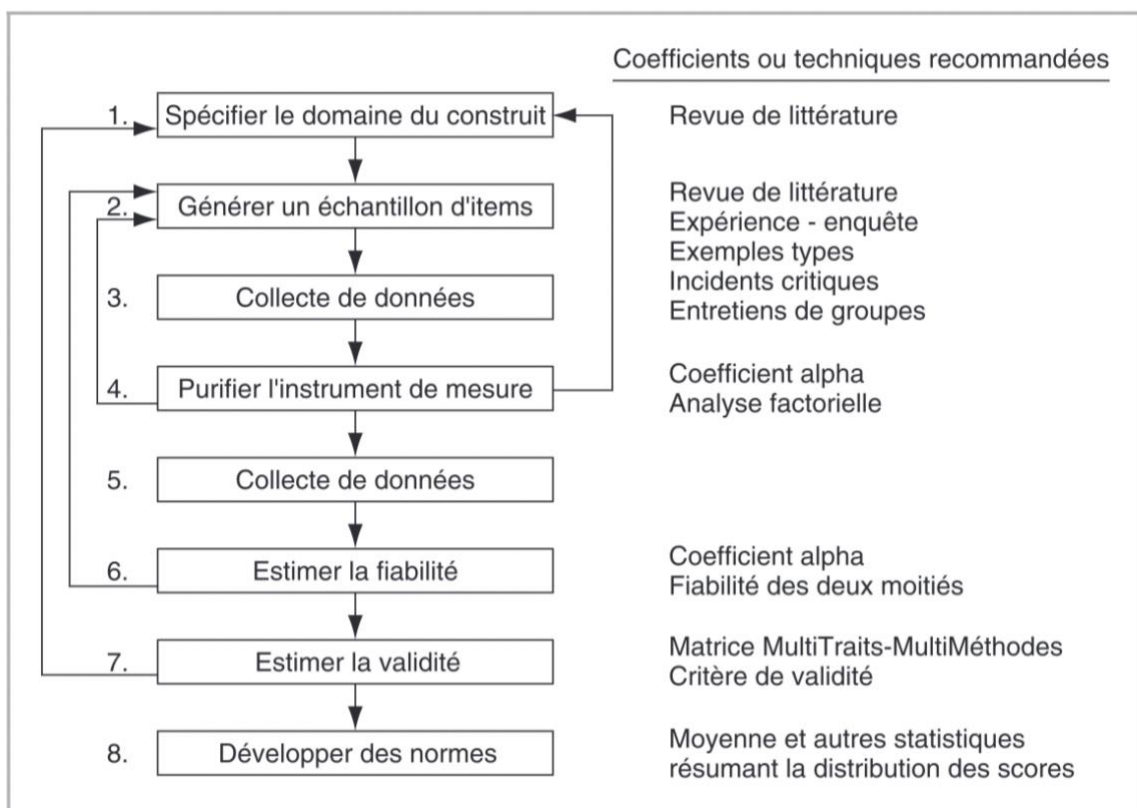 Coefficients ou techniques recommandées
1. Spécifier le domaine du construit Revue de littérature
2. Générer un échantillon d'items Revue de littérature
Expérience - enquête
Exemples types
3. Collecte de données Incidents critiques
Entretiens de groupes
4. Purifier l'instrument de mesure Coefficient alpha
Analyse factorielle
5. Collecte de données
6. Estimer la fiabilité Coefficient alpha
Fiabilité des deux moitiés
7. Estimer la validité Matrice MultiTraits-MultiMéthodes
Critère de validité
8. Développer des normes Moyenne et autres statistiques
résumant la distribution des scores